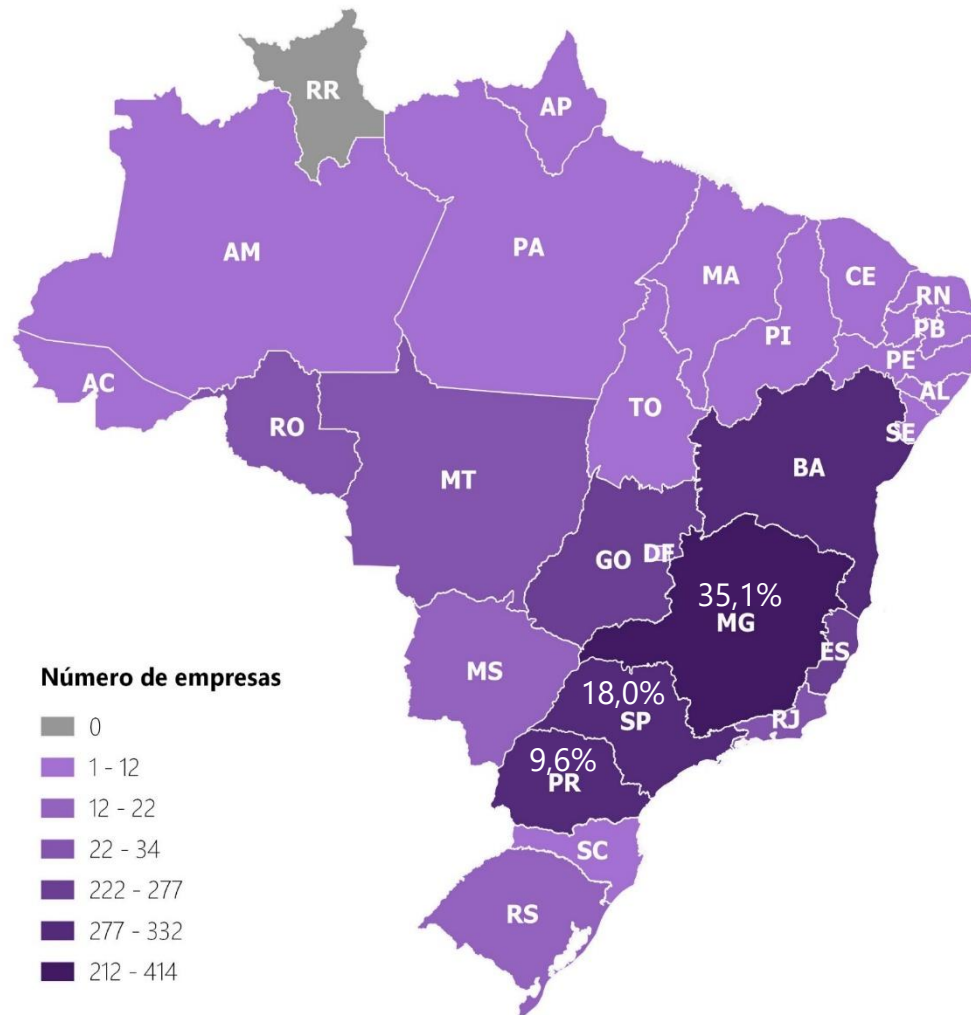 RR
AP
AM
PA
MA
CE
RN
PB
PI
PE
AC
AL
TO
SE
RO
BA
MT
GO
DF
35,1%
MG
ES
MS
18,0%
SP
RJ
9,6%
PR
SC
RS
Número de empresas
0
1 - 12
12 - 22
22 - 34
222 - 277
277 - 332
212 - 414